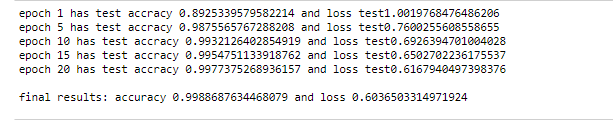 epoch 1 has test accracy 0.8925339579582214 and loss test1.0019768476486206
epoch 5 has test accracy 0.9875565767288208 and loss test0.7600255608558655
epoch 10 has test accracy 0.9932126402854919 and loss test0.6926394701004028
epoch 15 has test accracy 0.9954751133918762 and loss test0.6502702236175537
epoch 20 has test accracy 0.9977375268936157 and loss test0.6167940497398376
final results: accuracy 0.9988687634468079 and loss 0.6036503314971924